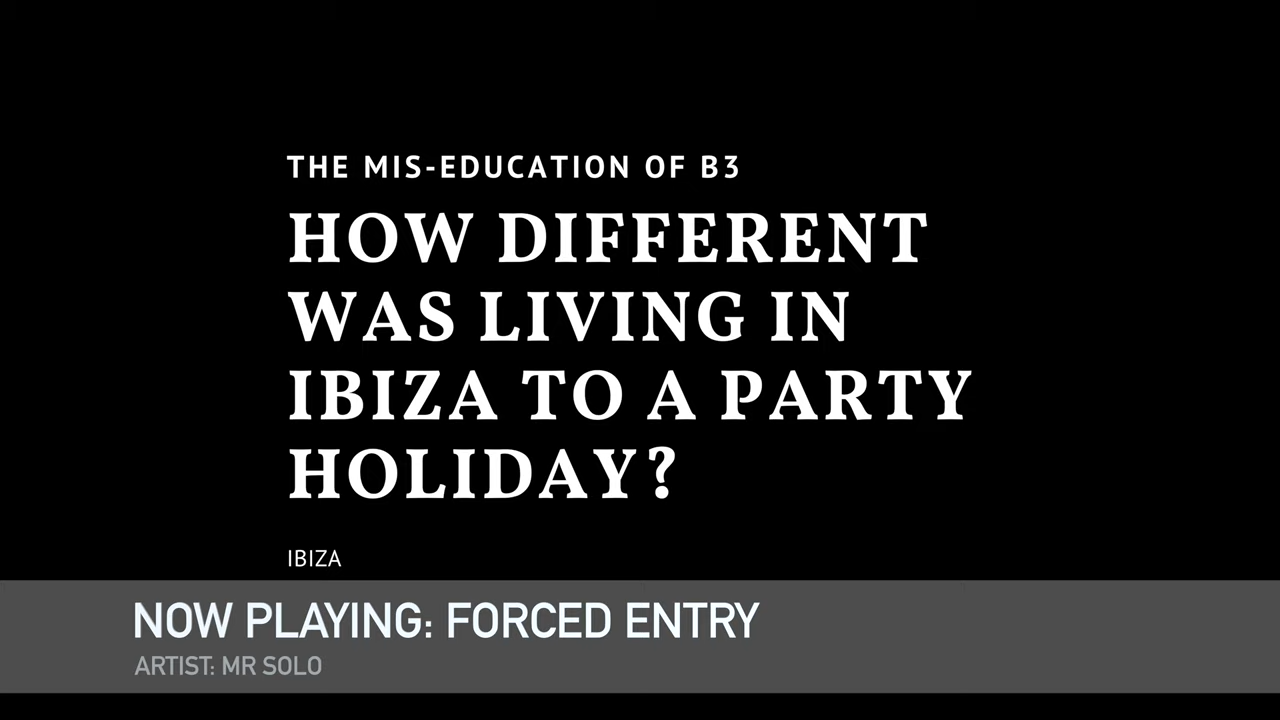 THE MIS-EDUCATION OF B3
HOW DIFFERENT
WAS LIVING IN
IBIZA TO A PARTY
HOLIDAY?
IBIZA
NOW PLAYING: FORCED ENTRY
ARTIST: MR SOLO